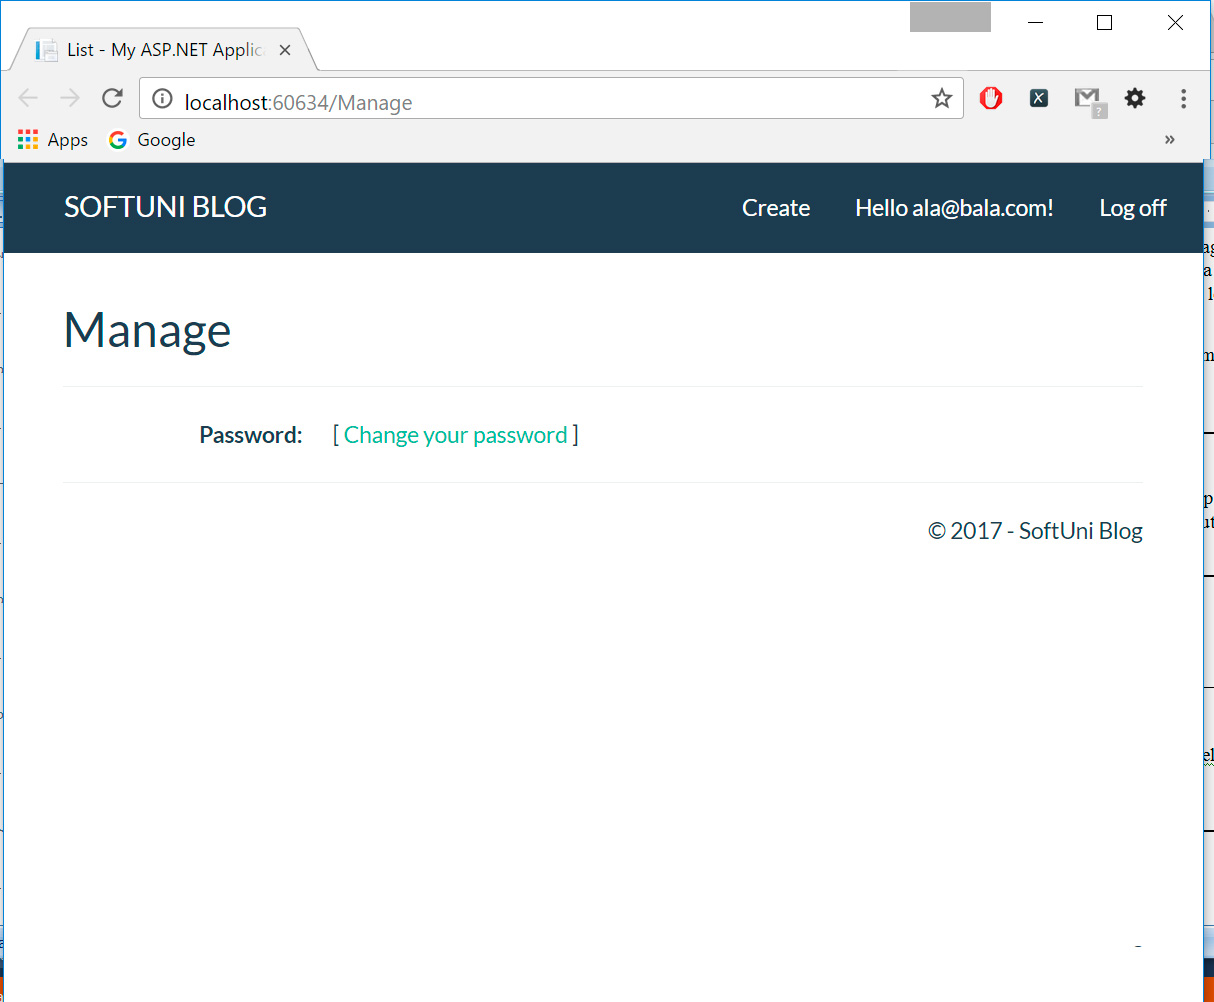 List - My ASP.NET Applic
localhost:60634/Manage
Apps Google »
SOFTUNI BLOG Create Hello ala@bala.com! Log off
Manage
Password: [ Change your password ]
© 2017 - SoftUni Blog